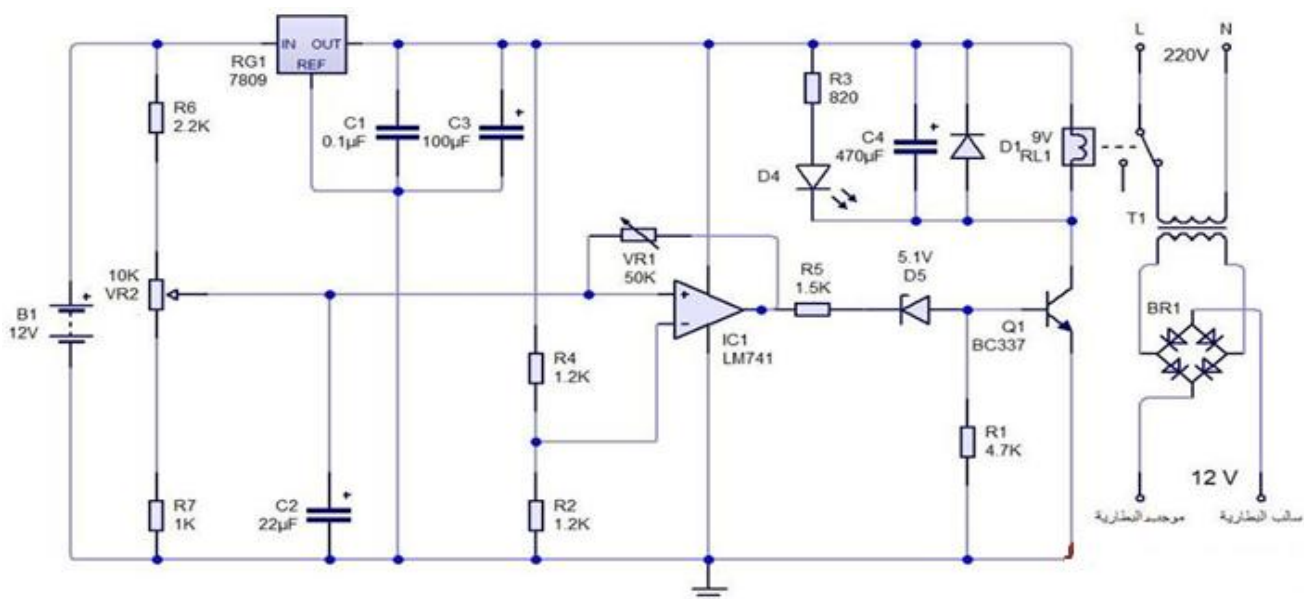 L
N
220V
IN
OUT
REF
RG1
7809
R6
2.2K
C1
0.1µF
C3
100µF
R3
820
C4
470µF
D1
9V
RL1
D4
T1
10K
VR2
VR1
50K
R5
1.5K
5.1V
D5
BR1
B1
12V
+
−
IC1
LM741
Q1
BC337
R4
1.2K
R1
4.7K
R7
1K
C2
22µF
R2
1.2K
12 V
موجب البطارية
سالب البطارية